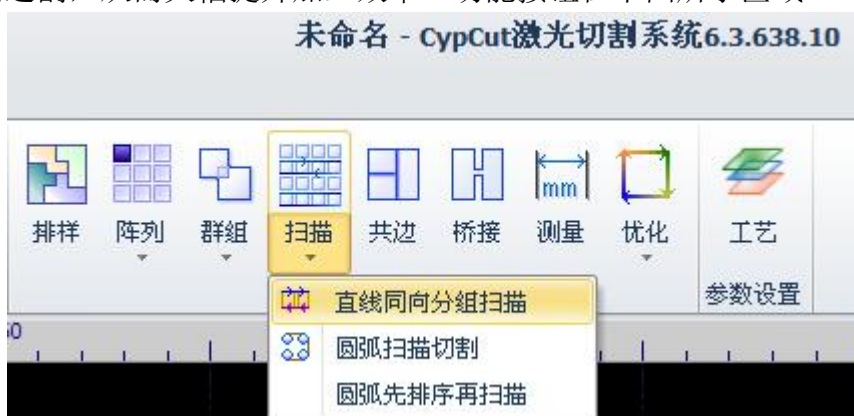 未命名 - CypCut激光切割系统6.3.638.10
排样 阵列 群组 扫描 共边 桥接 测量 优化 工艺
mm
参数设置
直线同向分组扫描
圆弧扫描切割
圆弧先排序再扫描